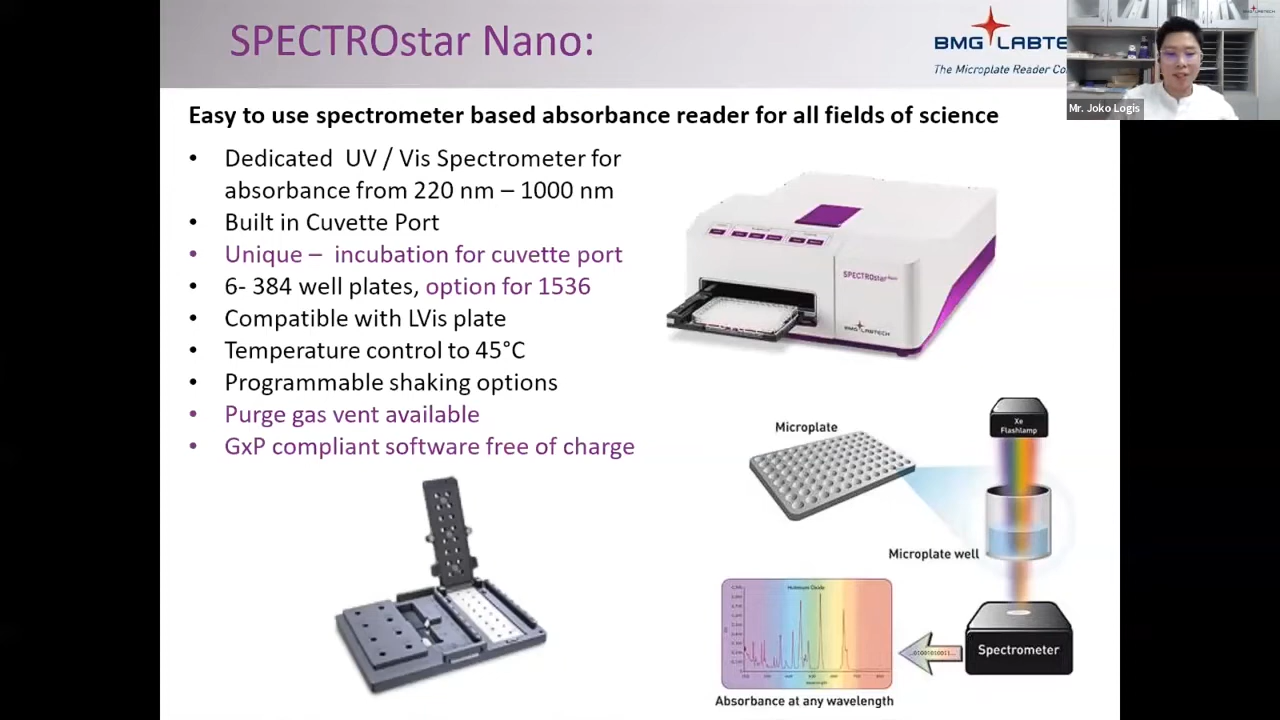 SPECTROstar Nano:
BMG LABTE
The Microplate Reader Co
Mr. Joko Logis
Easy to use spectrometer based absorbance reader for all fields of science
• Dedicated UV / Vis Spectrometer for
absorbance from 220 nm – 1000 nm
• Built in Cuvette Port
• Unique – incubation for cuvette port
• 6- 384 well plates, option for 1536
• Compatible with LVis plate
• Temperature control to 45°C
• Programmable shaking options
• Purge gas vent available
• GxP compliant software free of charge
SPECTROstar Nano
BMG LABTECH
Microplate
Xe
Flashlamp
Microplate well
Holmium Oxide
Spectrometer
Absorbance at any wavelength